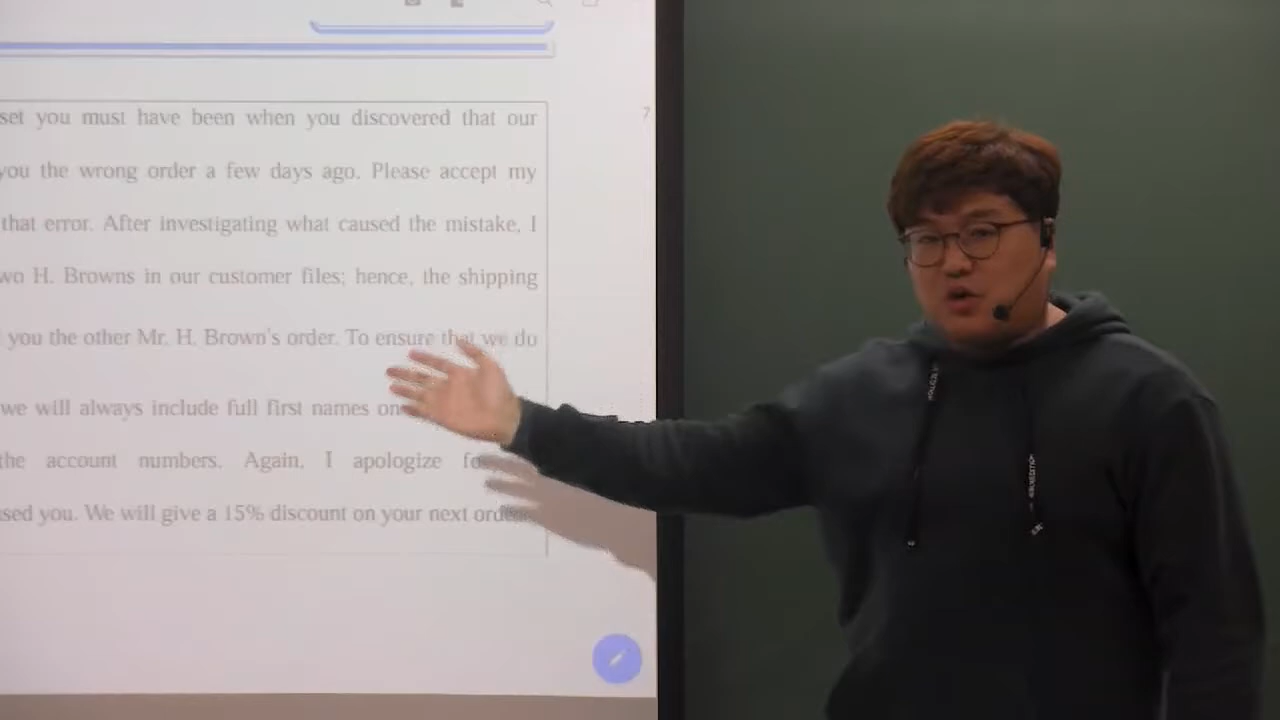 set you must have been when you discovered that our
7
you the wrong order a few days ago. Please accept my
that error. After investigating what caused the mistake, I
wo H. Browns in our customer files; hence, the shipping
you the other Mr. H. Brown's order. To ensure that we do
we will always include full first names on
the account numbers. Again, I apologize fo
sed you. We will give a 15% discount on your next order